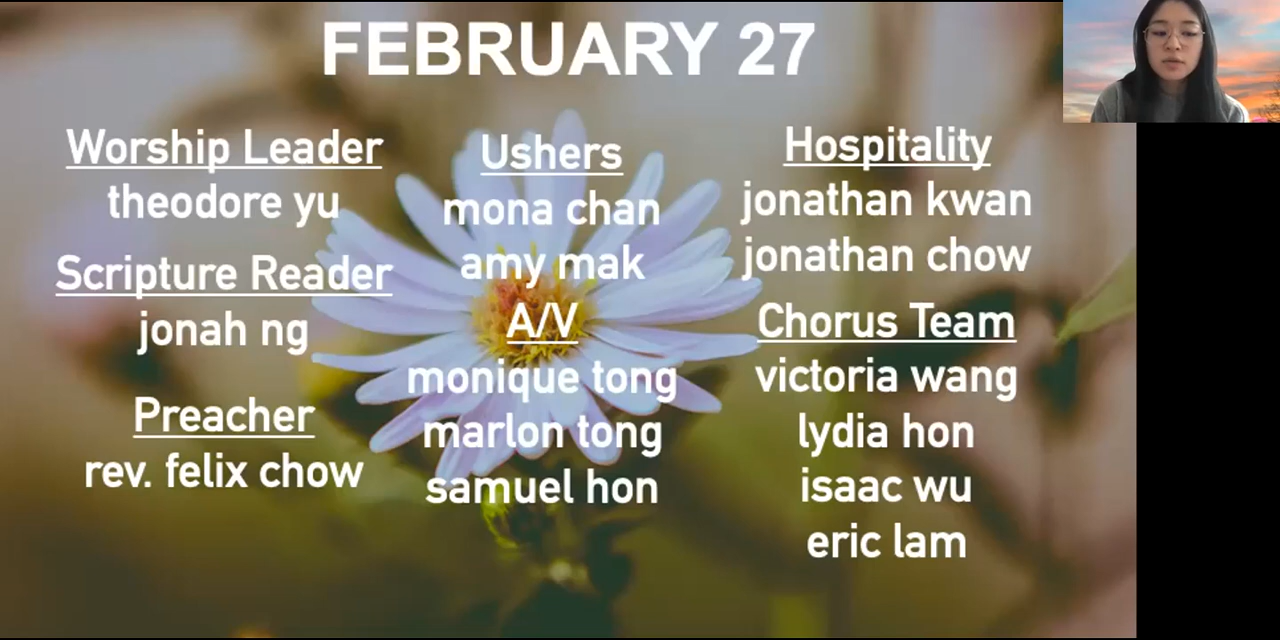 FEBRUARY 27
Worship Leader
theodore yu
Scripture Reader
jonah ng
Preacher
rev. felix chow
Ushers
mona chan
amy mak
A/V
monique tong
marlon tong
samuel hon
Hospitality
jonathan kwan
jonathan chow
Chorus Team
victoria wang
lydia hon
isaac wu
eric lam